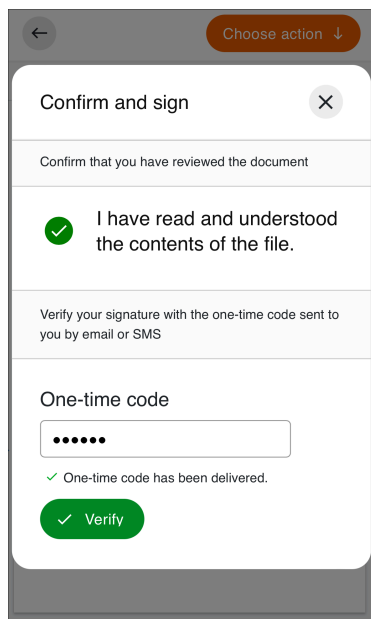 Choose action ↓
Confirm and sign
Confirm that you have reviewed the document
I have read and understood
the contents of the file.
Verify your signature with the one-time code sent to
you by email or SMS
One-time code
••••••
One-time code has been delivered.
Verify